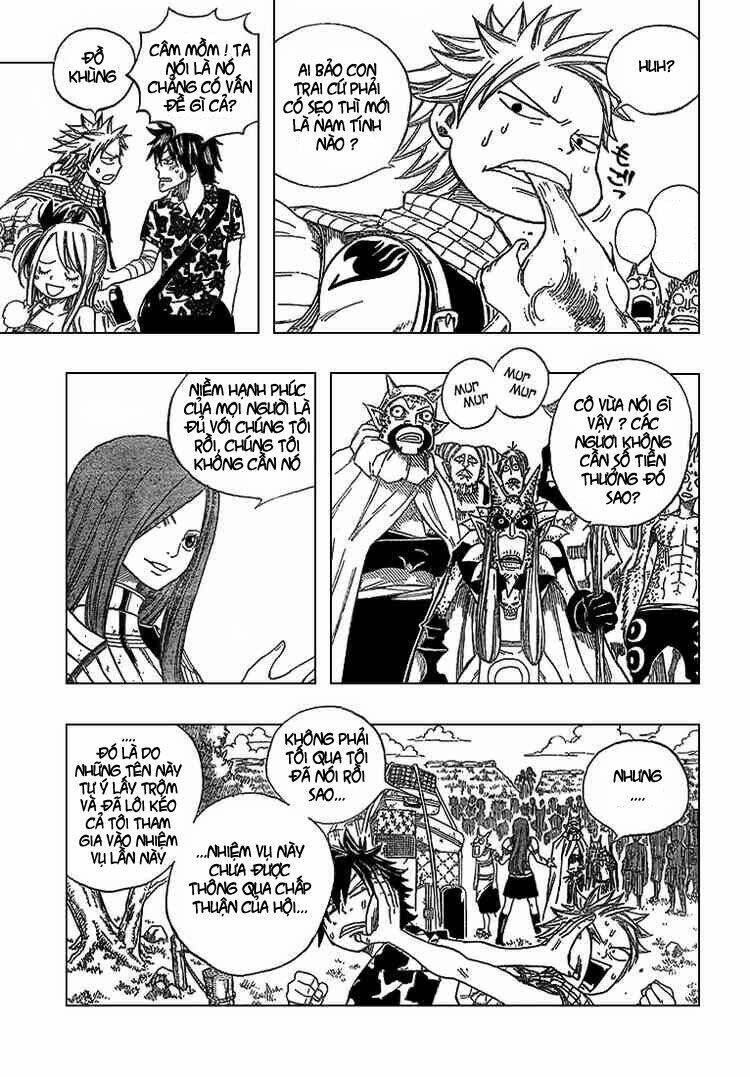 HUH?
AI BẢO CON
TRAI CỨ PHẢI
CÓ SẸO THÌ MỚI
LÀ NAM TÍNH
NÀO ?
CÂM MỒM ! TA
NÓI LÀ NÓ
CHẲNG CÓ VẤN
ĐỀ GÌ CẢ?
ĐỒ
KHÙNG
MUr
MUr
MUr
MUr
CÔ VỪA NÓI GÌ
VẬY ? CÁC
NGƯƠI KHÔNG
CẦN SỐ TIỀN
THƯỞNG ĐÓ
SAO?
NIỀM HẠNH PHÚC
CỦA MỌI NGƯỜI LÀ
ĐỦ VỚI CHÚNG TÔI
RỒI, CHÚNG TÔI
KHÔNG CẦN NÓ
NHƯNG
....
KHÔNG PHẢI
TỐI QUA TÔI
ĐÃ NÓI RỒI
SAO...
...NHIỆM VỤ NÀY
CHƯA ĐƯỢC
THÔNG QUA CHẤP
THUẬN CỦA HỘI...
....
ĐÓ LÀ DO
NHỮNG TÊN NÀY
TỰ Ý LẤY TRỘM
VÀ ĐÃ LÔI KÉO
CẢ TÔI THAM
GIA VÀO NHIỆM
VỤ LẦN NÀY